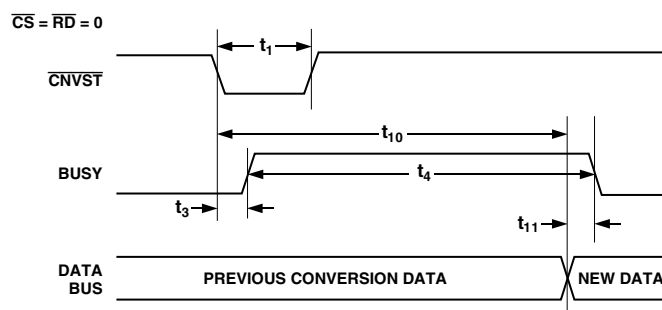 CS = RD = 0
t1
CNVST
t10
BUSY
t4
t3
t11
DATA
BUS
PREVIOUS CONVERSION DATA
NEW DATA